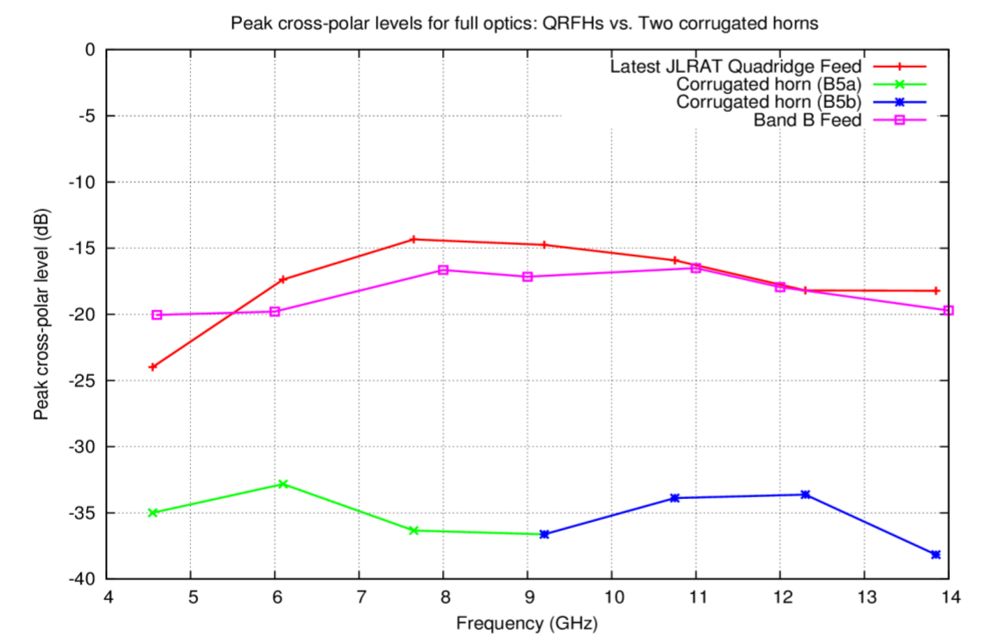 Peak cross-polar levels for full optics: QRFHs vs. Two corrugated horns
Latest JLRAT Quadridge Feed
Corrugated horn (B5a)
Corrugated horn (B5b)
Band B Feed
0
-5
-10
-15
-20
-25
-30
-35
-40
Peak cross-polar level (dB)
4 5 6 7 8 9 10 11 12 13 14
Frequency (GHz)